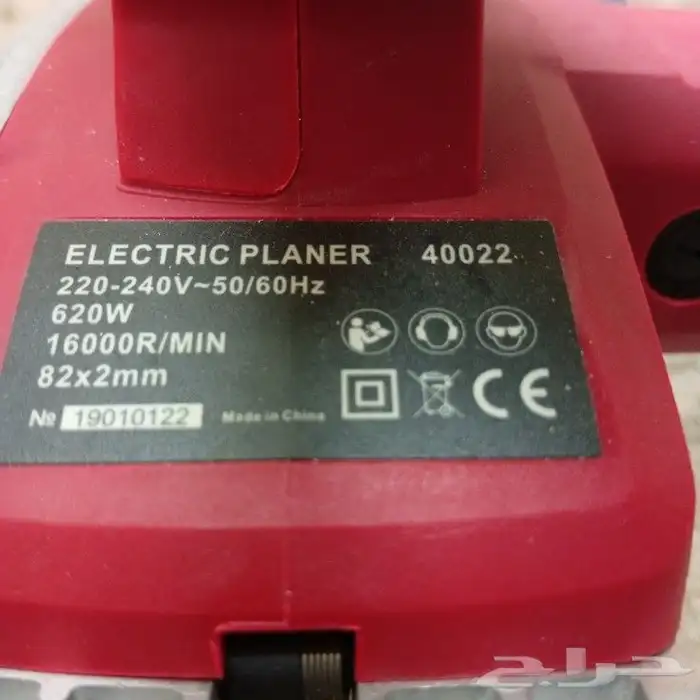 ELECTRIC PLANER 40022
220-240V~50/60Hz
620W
16000R/MIN
82x2mm
№ 19010122 Made in China
CE
حراج